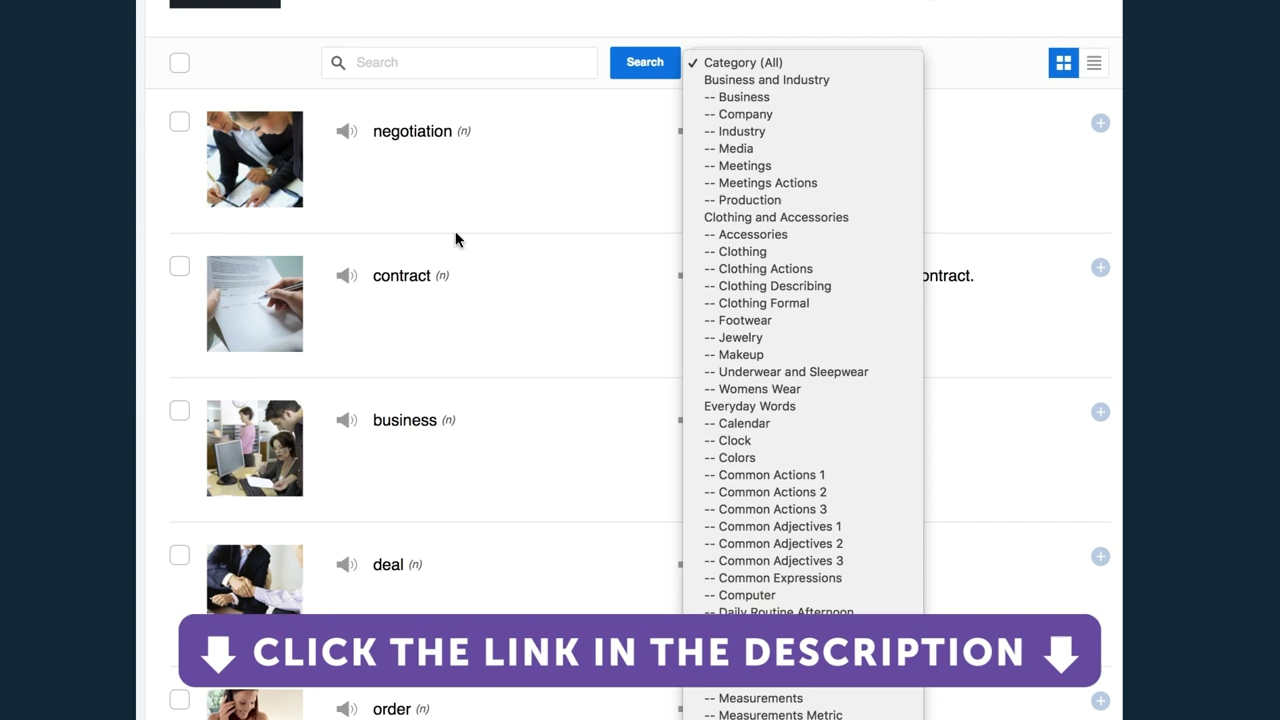 Search
Search
✓ Category (All)
Business and Industry
-- Business
-- Company
-- Industry
-- Media
-- Meetings
-- Meetings Actions
-- Production
Clothing and Accessories
-- Accessories
-- Clothing
-- Clothing Actions
-- Clothing Describing
-- Clothing Formal
-- Footwear
-- Jewelry
-- Makeup
-- Underwear and Sleepwear
-- Womens Wear
Everyday Words
-- Calendar
-- Clock
-- Colors
-- Common Actions 1
-- Common Actions 2
-- Common Actions 3
-- Common Adjectives 1
-- Common Adjectives 2
-- Common Adjectives 3
-- Common Expressions
-- Computer
-- Daily Routine Afternoon
-- Measurements
-- Measurements Metric
negotiation (n)
contract (n)
ontract.
business (n)
deal (n)
order (n)
CLICK THE LINK IN THE DESCRIPTION